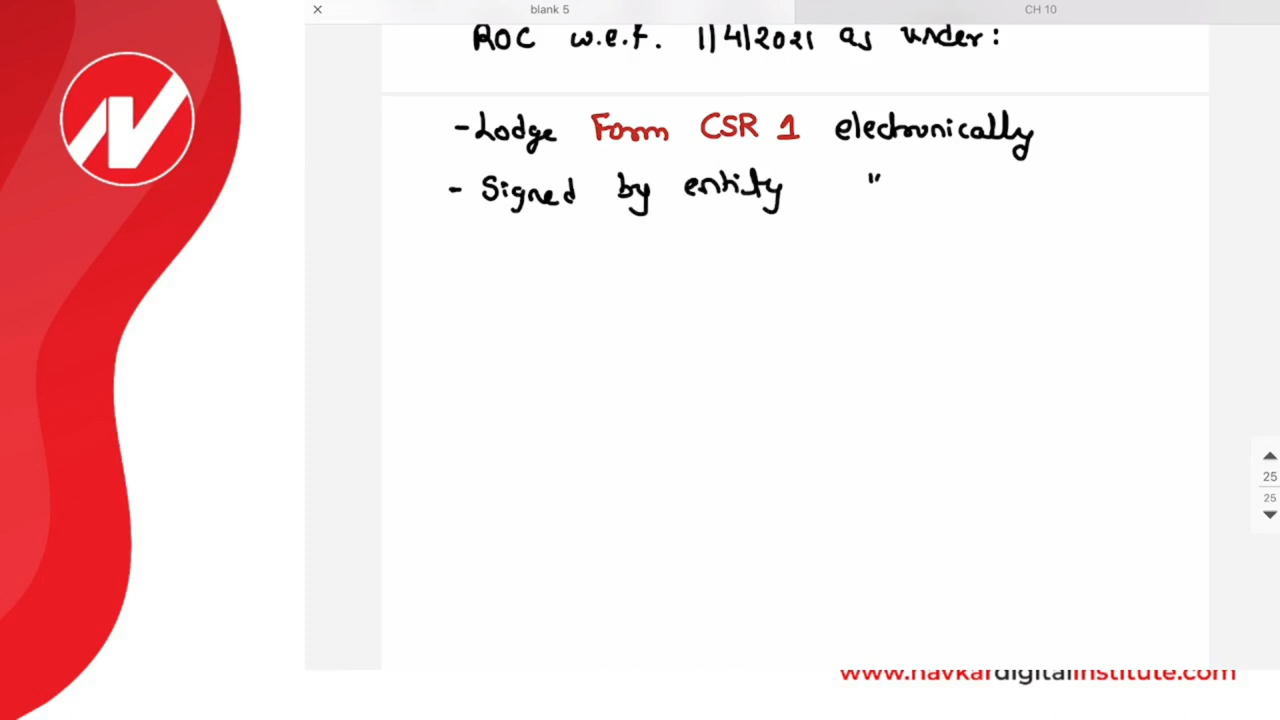 × blank 5 CH 10
ROC w.e.f. 1/4/2021 as under:
- Lodge Form CSR 1 electronically
- Signed by entity "
25
25
www.navkardigitalinstitute.com